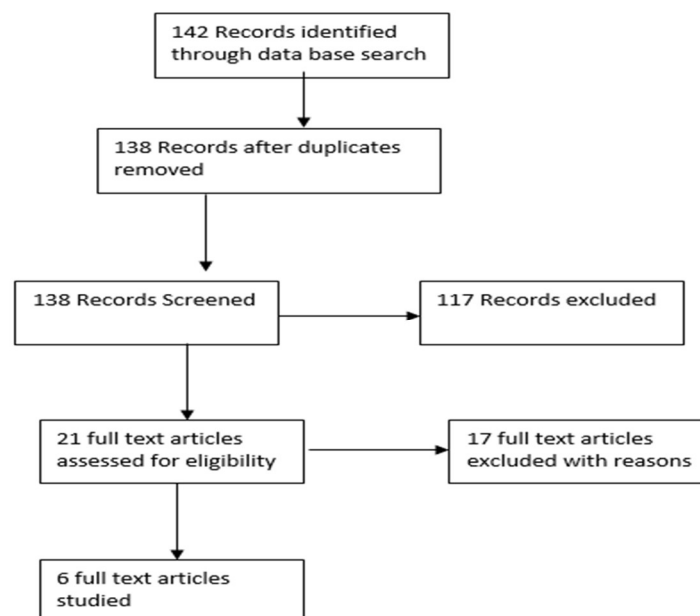 142 Records identified
through data base search
138 Records after duplicates
removed
138 Records Screened
117 Records excluded
21 full text articles
assessed for eligibility
17 full text articles
excluded with reasons
6 full text articles
studied